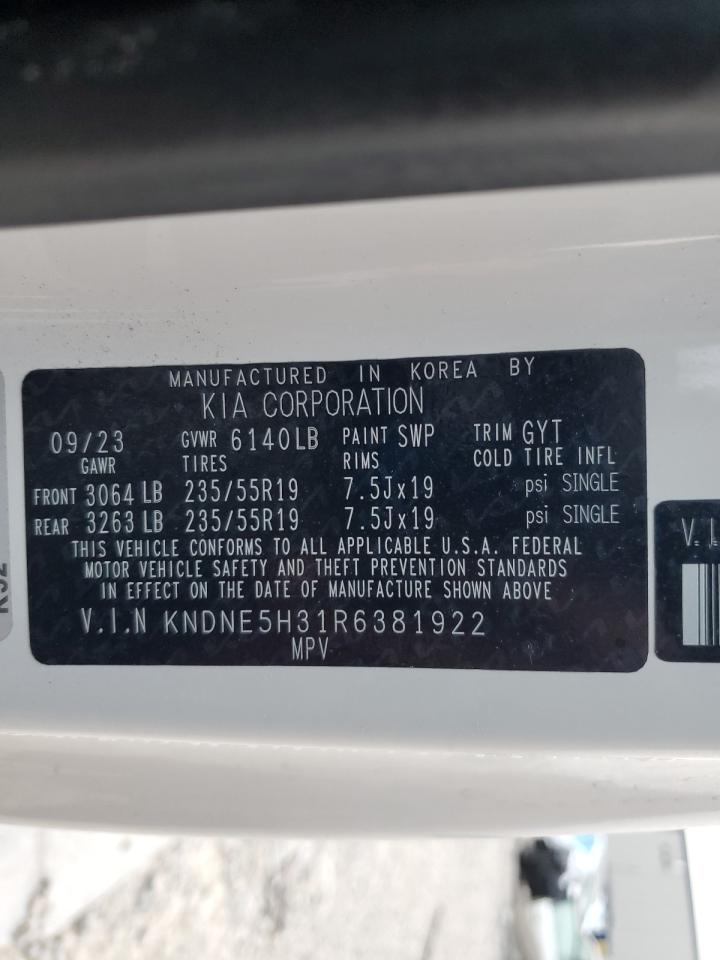 MANUFACTURED IN KOREA BY
KIA CORPORATION
09/23 GVWR 6140LB PAINT SWP TRIM GYT
GAWR TIRES RIMS COLD TIRE INFL
FRONT 3064 LB 235/55R19 7.5Jx19 psi SINGLE
REAR 3263 LB 235/55R19 7.5Jx19 psi SINGLE
THIS VEHICLE CONFORMS TO ALL APPLICABLE U.S.A. FEDERAL
MOTOR VEHICLE SAFETY AND THEFT PREVENTION STANDARDS
IN EFFECT ON THE DATE OF MANUFACTURE SHOWN ABOVE.
V.I.N KNDNE5H31R6381922
MPV
V.I.